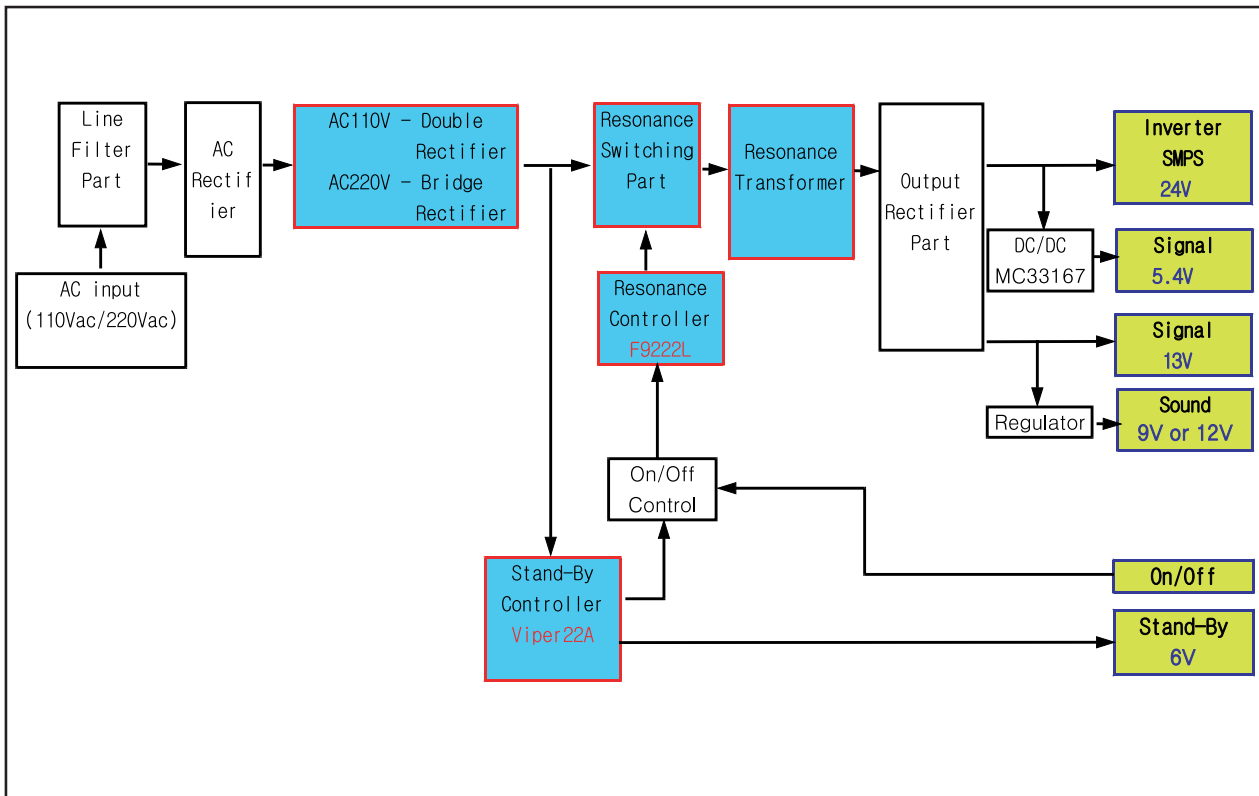 Line
Filter
Part
AC input
(110Vac/220Vac)
AC
Rectif
ier
AC110V - Double
Rectifier
AC220V - Bridge
Rectifier
Resonance
Switching
Part
Resonance
Controller
F9222L
Resonance
Transformer
Output
Rectifier
Part
Inverter
SMPS
24V
DC/DC
MC33167
Signal
5.4V
Signal
13V
Regulator
Sound
9V or 12V
On/Off
Control
On/Off
Stand-By
Controller
Viper22A
Stand-By
6V